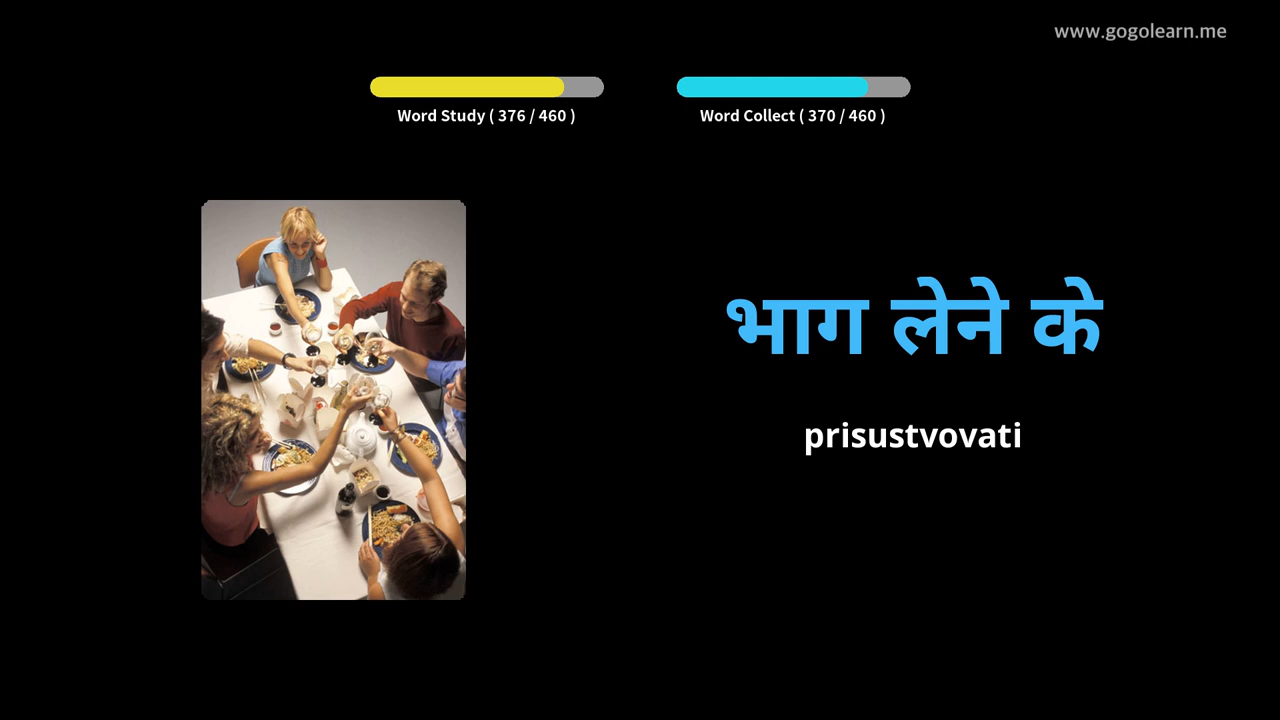 www.gogolearn.me
Word Study ( 376 / 460 )
Word Collect ( 370 / 460 )
भाग लेने के
prisustvovati